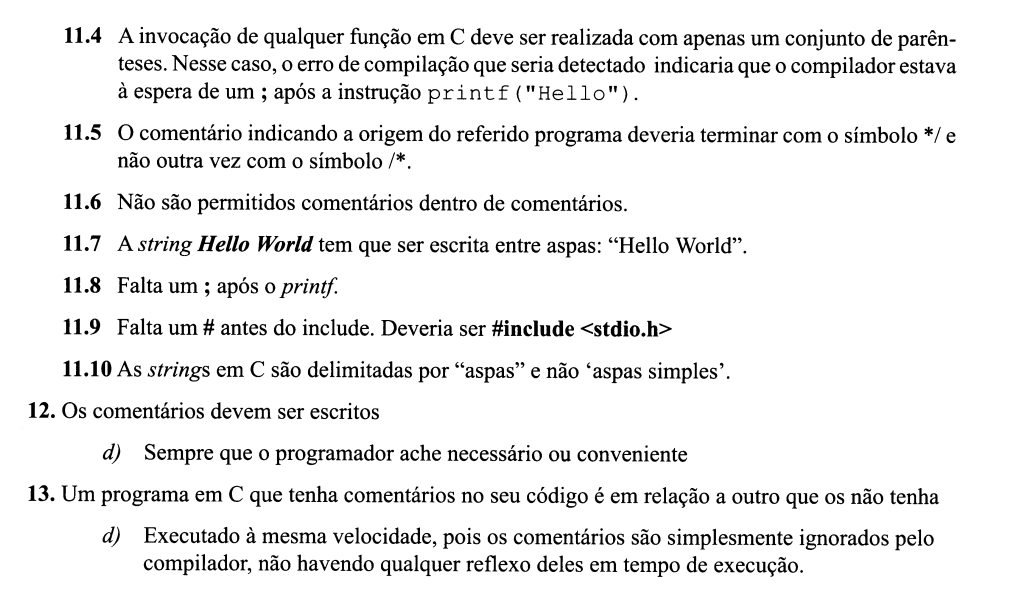 11.4 A invocação de qualquer função em C deve ser realizada com apenas um conjunto de parên-
teses. Nesse caso, o erro de compilação que seria detectado indicaria que o compilador estava
à espera de um ; após a instrução printf("Hello").
11.5 O comentário indicando a origem do referido programa deveria terminar com o símbolo */ e
não outra vez com o símbolo /*.
11.6 Não são permitidos comentários dentro de comentários.
11.7 A string Hello World tem que ser escrita entre aspas: “Hello World”.
11.8 Falta um ; após o printf.
11.9 Falta um # antes do include. Deveria ser #include <stdio.h>
11.10 As strings em C são delimitadas por “aspas” e não ‘aspas simples’.
12. Os comentários devem ser escritos
d) Sempre que o programador ache necessário ou conveniente
13. Um programa em C que tenha comentários no seu código é em relação a outro que os não tenha
d) Executado à mesma velocidade, pois os comentários são simplesmente ignorados pelo
compilador, não havendo qualquer reflexo deles em tempo de execução.